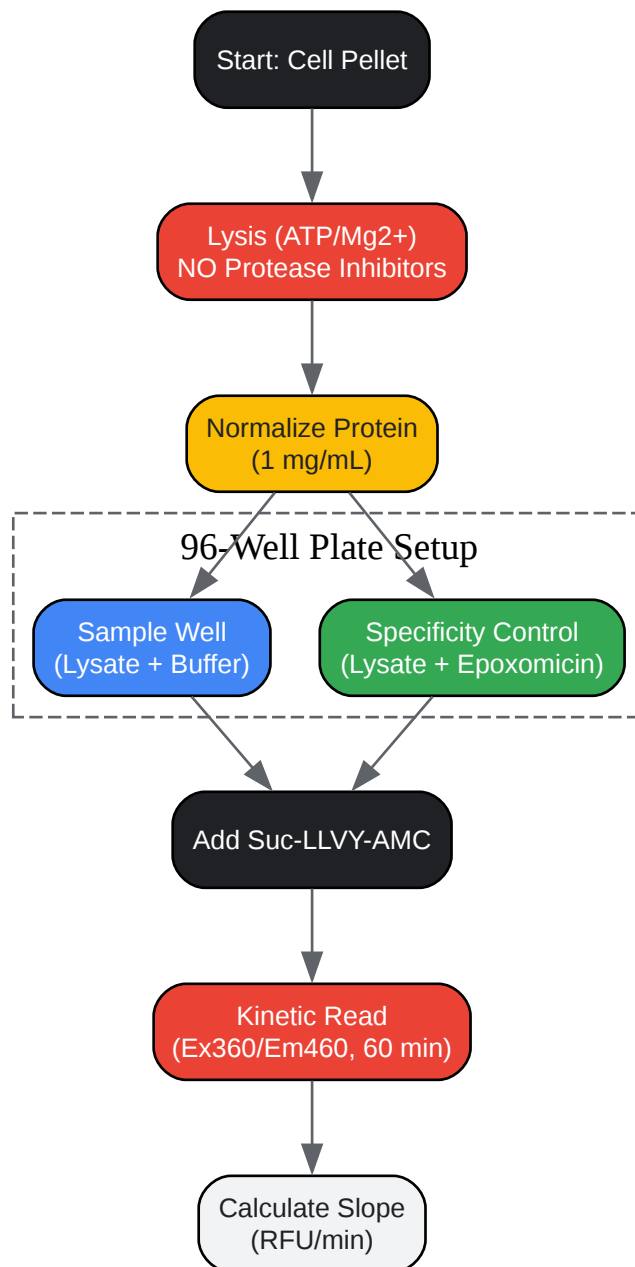 Start: Cell Pellet
Lysis (ATP/Mg2+)
NO Protease Inhibitors
Normalize Protein
(1 mg/mL)
96-Well Plate Setup
Sample Well
(Lysate + Buffer)
Specificity Control
(Lysate + Epoxomicin)
Add Suc-LLVY-AMC
Kinetic Read
(Ex360/Em460, 60 min)
Calculate Slope
(RFU/min)